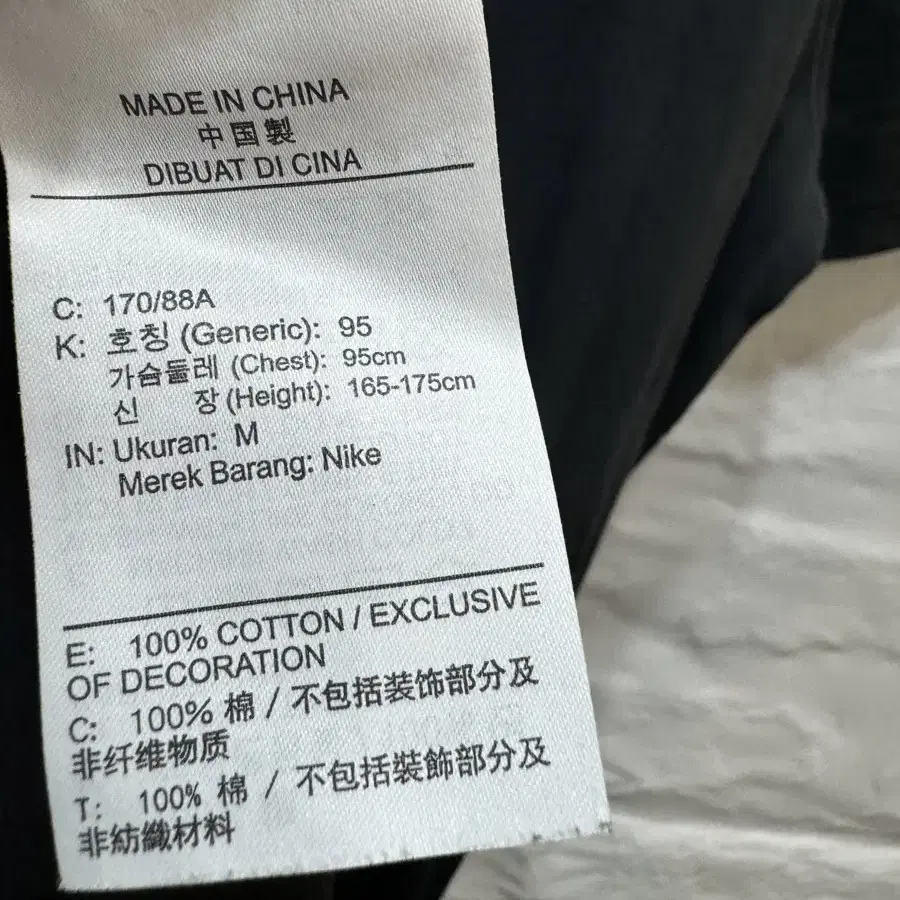 MADE IN CHINA
中国製
DIBUAT DI CINA
C: 170/88A
K: 호칭 (Generic): 95
가슴둘레 (Chest): 95cm
신 장 (Height): 165-175cm
IN: Ukuran: M
Merek Barang: Nike
E: 100% COTTON / EXCLUSIVE
OF DECORATION
C: 100% 棉 / 不包括装饰部分及
非纤维物质
T: 100% 棉 / 不包括裝飾部分及
非紡織材料